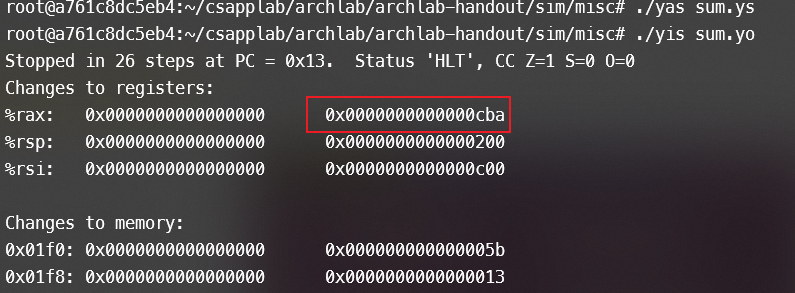 root@a761c8dc5eb4:~/csapplab/archlab/archlab-handout/sim/misc# ./yas sum.ys
root@a761c8dc5eb4:~/csapplab/archlab/archlab-handout/sim/misc# ./yis sum.yo
Stopped in 26 steps at PC = 0x13.  Status 'HLT', CC Z=1 S=0 O=0
Changes to registers:
%rax:   0x0000000000000000      0x0000000000000cba
%rsp:   0x0000000000000000      0x0000000000000200
%rsi:   0x0000000000000000      0x0000000000000c00

Changes to memory:
0x01f0: 0x0000000000000000      0x000000000000005b
0x01f8: 0x0000000000000000      0x0000000000000013